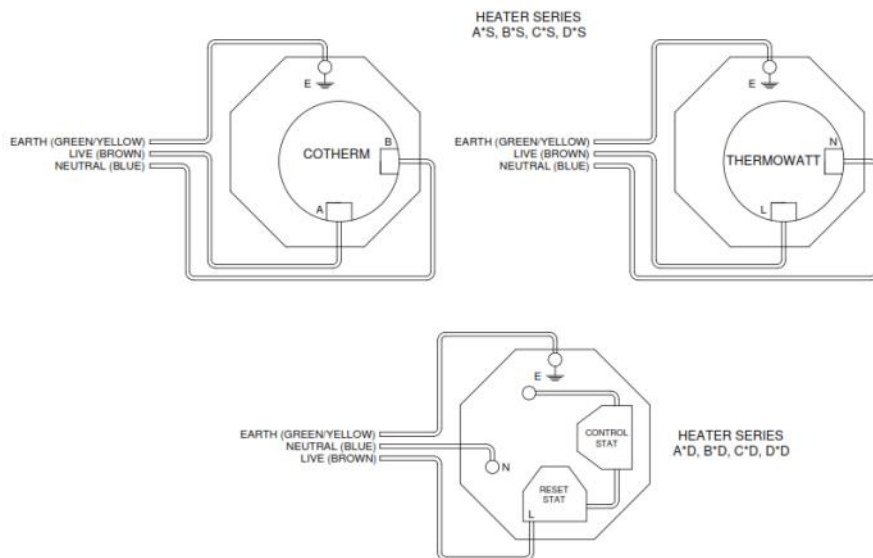 HEATER SERIES
A*S, B*S, C*S, D*S
E
EARTH (GREEN/YELLOW)
LIVE (BROWN)
NEUTRAL (BLUE)
COTHERM
B
A
E
EARTH (GREEN/YELLOW)
LIVE (BROWN)
NEUTRAL (BLUE)
THERMOWATT
N
L
E
EARTH (GREEN/YELLOW)
NEUTRAL (BLUE)
LIVE (BROWN)
N
CONTROL
STAT
RESET
STAT
L
HEATER SERIES
A*D, B*D, C*D, D*D